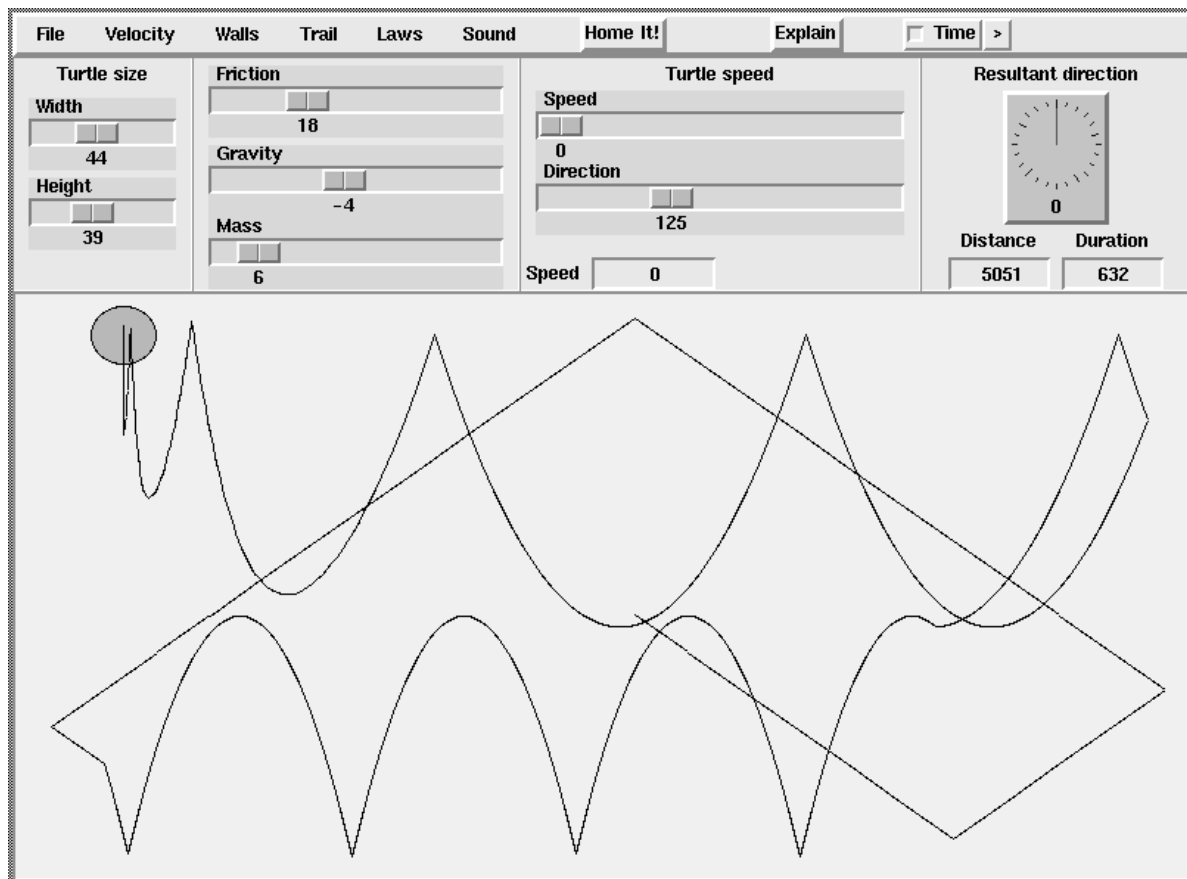 File Velocity Walls Trail Laws Sound Home It! Explain Time >
Turtle size
Width
44
Height
39
Friction
18
Gravity
-4
Mass
6
Turtle speed
Speed
0
Direction
125
Speed 0
Resultant direction
0
Distance Duration
5051 632